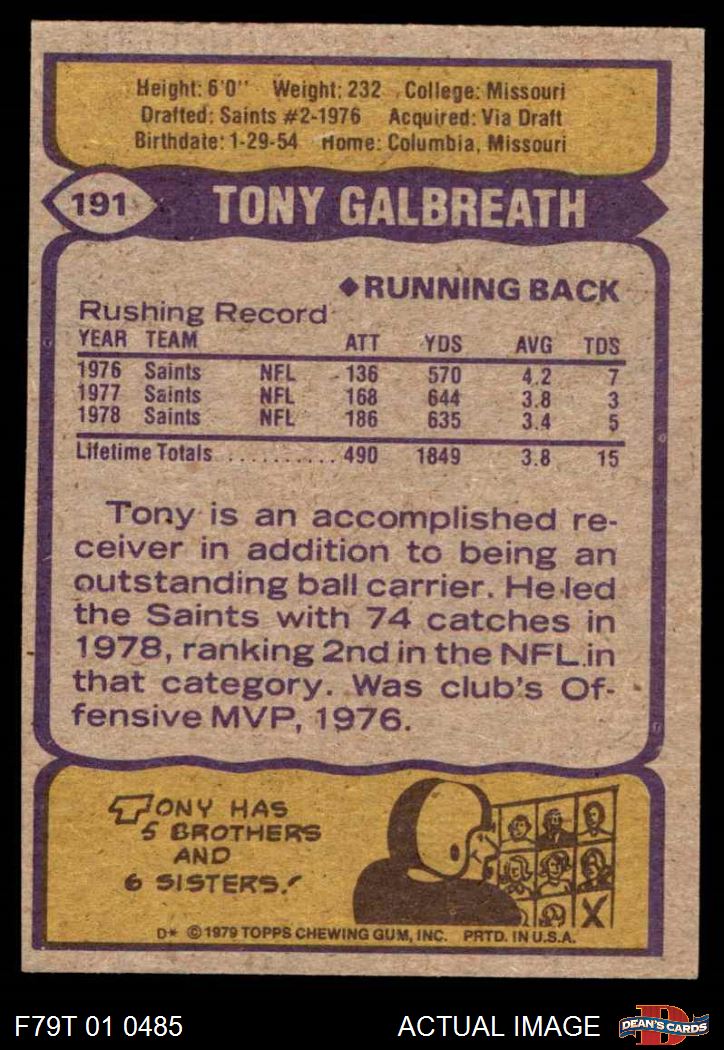 Height: 6'0" Weight: 232 College: Missouri
Drafted: Saints #2-1976 Acquired: Via Draft
Birthdate: 1-29-54 Home: Columbia, Missouri
191 TONY GALBREATH
◆RUNNING BACK
Rushing Record
YEAR TEAM ATT YDS AVG TDS
1976 Saints NFL 136 570 4.2 7
1977 Saints NFL 168 644 3.8 3
1978 Saints NFL 186 635 3.4 5
Lifetime Totals .......... 490 1849 3.8 15
Tony is an accomplished re-
ceiver in addition to being an
outstanding ball carrier. He led
the Saints with 74 catches in
1978, ranking 2nd in the NFL in
that category. Was club's Of-
fensive MVP, 1976.
TONY HAS
5 BROTHERS
AND
6 SISTERS!
X
D* © 1979 TOPPS CHEWING GUM, INC. PRTD. IN U.S.A.
F79T 01 0485 ACTUAL IMAGE D DEAN'S CARDS